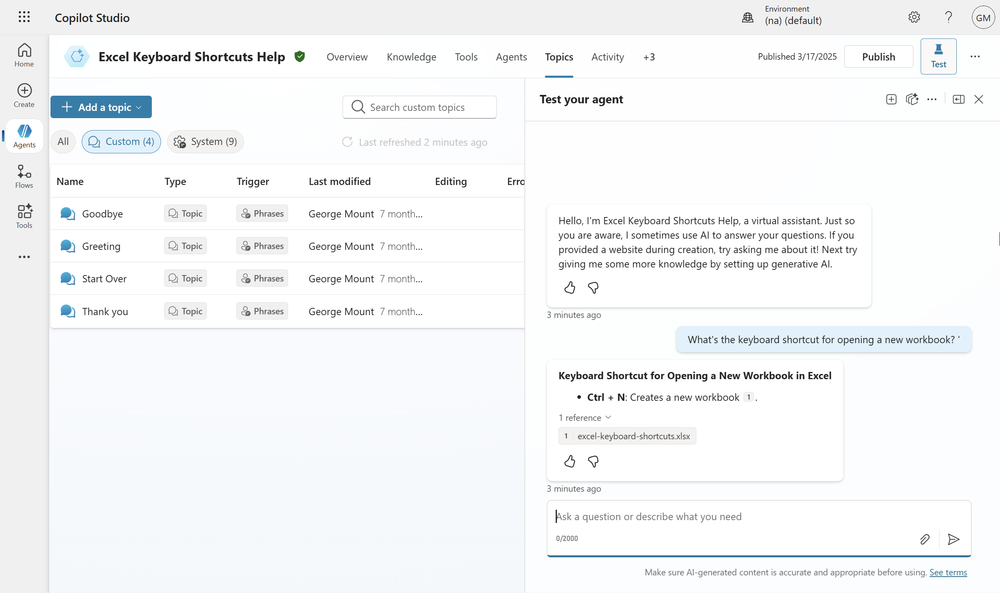 Copilot Studio
Environment
(na) (default)
GM
Home
Create
Agents
Flows
Tools
Excel Keyboard Shortcuts Help
Overview
Knowledge
Tools
Agents
Topics
Activity
+3
Published 3/17/2025
Publish
Test
Add a topic
Search custom topics
All
Custom (4)
System (9)
Last refreshed 2 minutes ago
Name Type Trigger Last modified Editing Erro
Goodbye Topic Phrases George Mount 7 month...
Greeting Topic Phrases George Mount 7 month...
Start Over Topic Phrases George Mount 7 month...
Thank you Topic Phrases George Mount 7 month...
Test your agent
Hello, I'm Excel Keyboard Shortcuts Help, a virtual assistant. Just so
you are aware, I sometimes use AI to answer your questions. If you
provided a website during creation, try asking me about it! Next try
giving me some more knowledge by setting up generative AI.
3 minutes ago
What's the keyboard shortcut for opening a new workbook? '
Keyboard Shortcut for Opening a New Workbook in Excel
• Ctrl + N: Creates a new workbook 1 .
1 reference
1 excel-keyboard-shortcuts.xlsx
3 minutes ago
Ask a question or describe what you need
0/2000
Make sure AI-generated content is accurate and appropriate before using. See terms